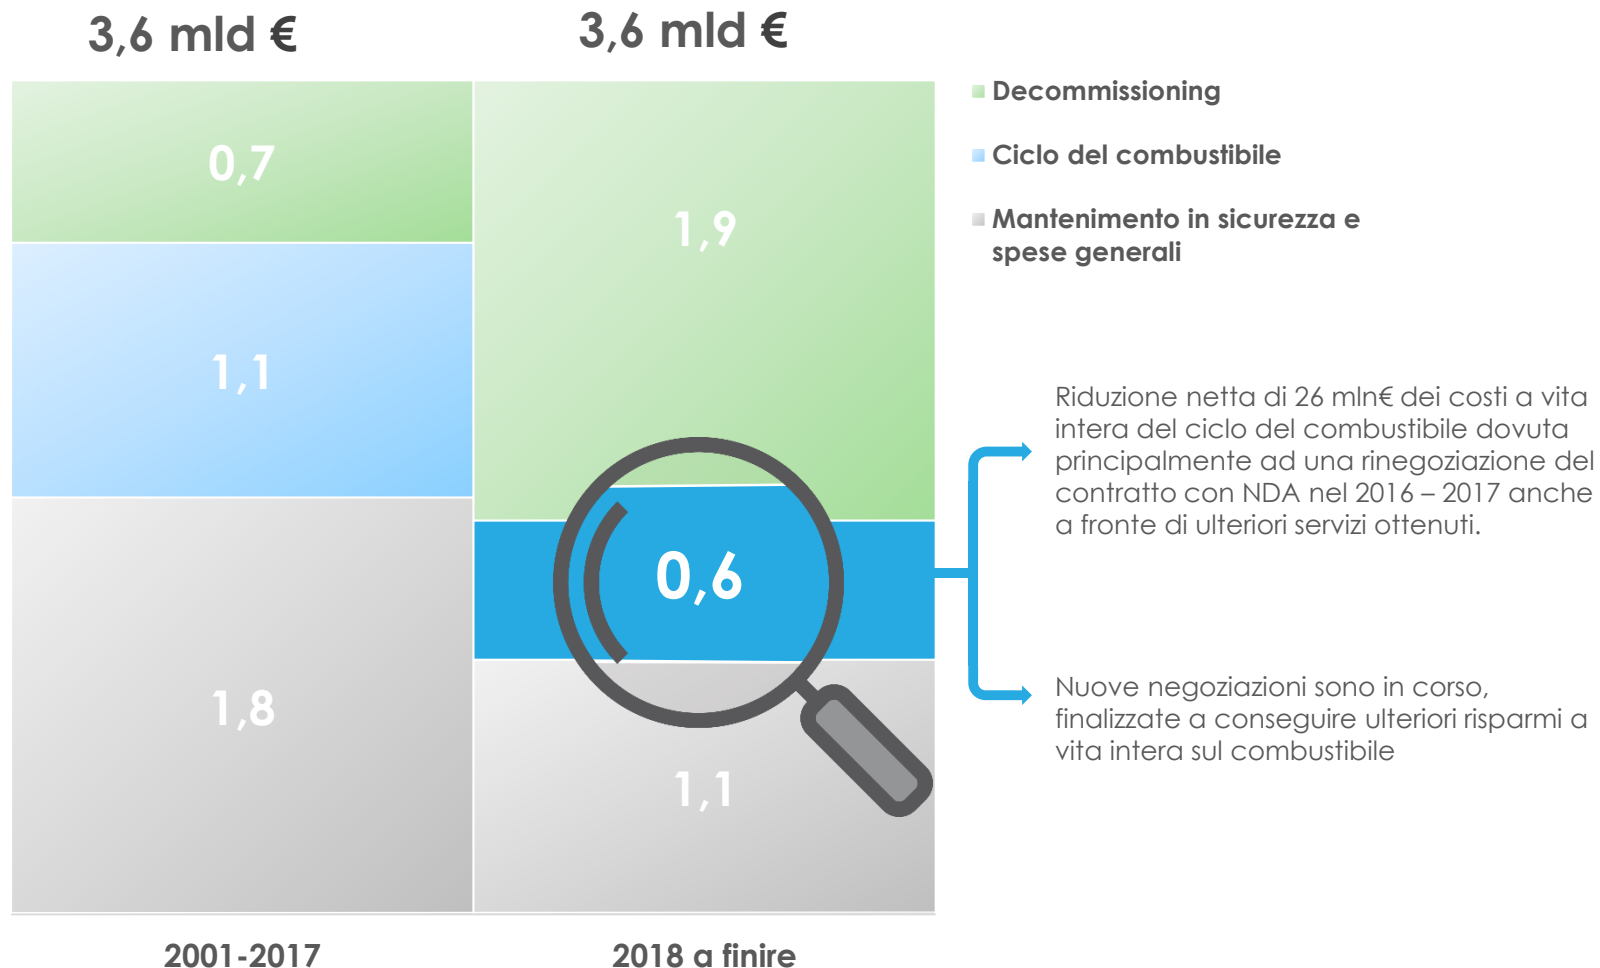 3,6 mld €
3,6 mld €
0,7
1,1
1,8
1,9
0,6
1,1
2001-2017
2018 a finire
Decommissioning
Ciclo del combustibile
Mantenimento in sicurezza e
spese generali
Riduzione netta di 26 mln€ dei costi a vita
intera del ciclo del combustibile dovuta
principalmente ad una rinegoziazione del
contratto con NDA nel 2016 – 2017 anche
a fronte di ulteriori servizi ottenuti.
Nuove negoziazioni sono in corso,
finalizzate a conseguire ulteriori risparmi a
vita intera sul combustibile